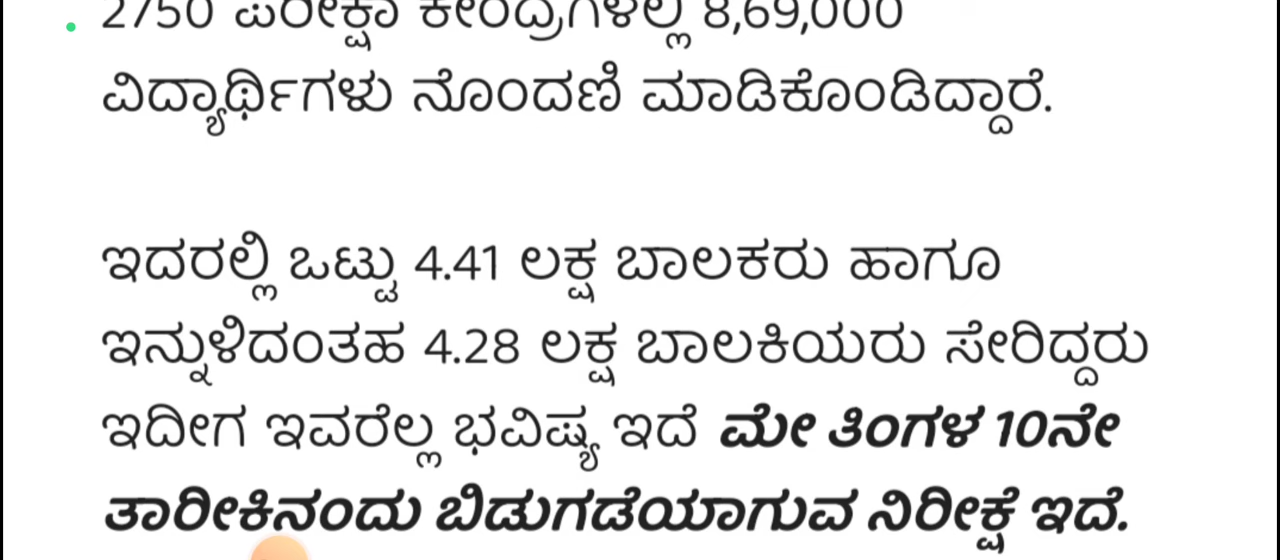 2750 ಪರೀಕ್ಷಾ ಕೇಂದ್ರಗಳಲ್ಲಿ 8,69,000
ವಿದ್ಯಾರ್ಥಿಗಳು ನೊಂದಣಿ ಮಾಡಿಕೊಂಡಿದ್ದಾರೆ.
ಇದರಲ್ಲಿ ಒಟ್ಟು 4.41 ಲಕ್ಷ ಬಾಲಕರು ಹಾಗೂ
ಇನ್ನುಳಿದಂತಹ 4.28 ಲಕ್ಷ ಬಾಲಕಿಯರು ಸೇರಿದ್ದರು
ಇದೀಗ ಇವರೆಲ್ಲ ಭವಿಷ್ಯ ಇದೆ ಮೇ ತಿಂಗಳ 10ನೇ
ತಾರೀಕಿನಂದು ಬಿಡುಗಡೆಯಾಗುವ ನಿರೀಕ್ಷೆ ಇದೆ.